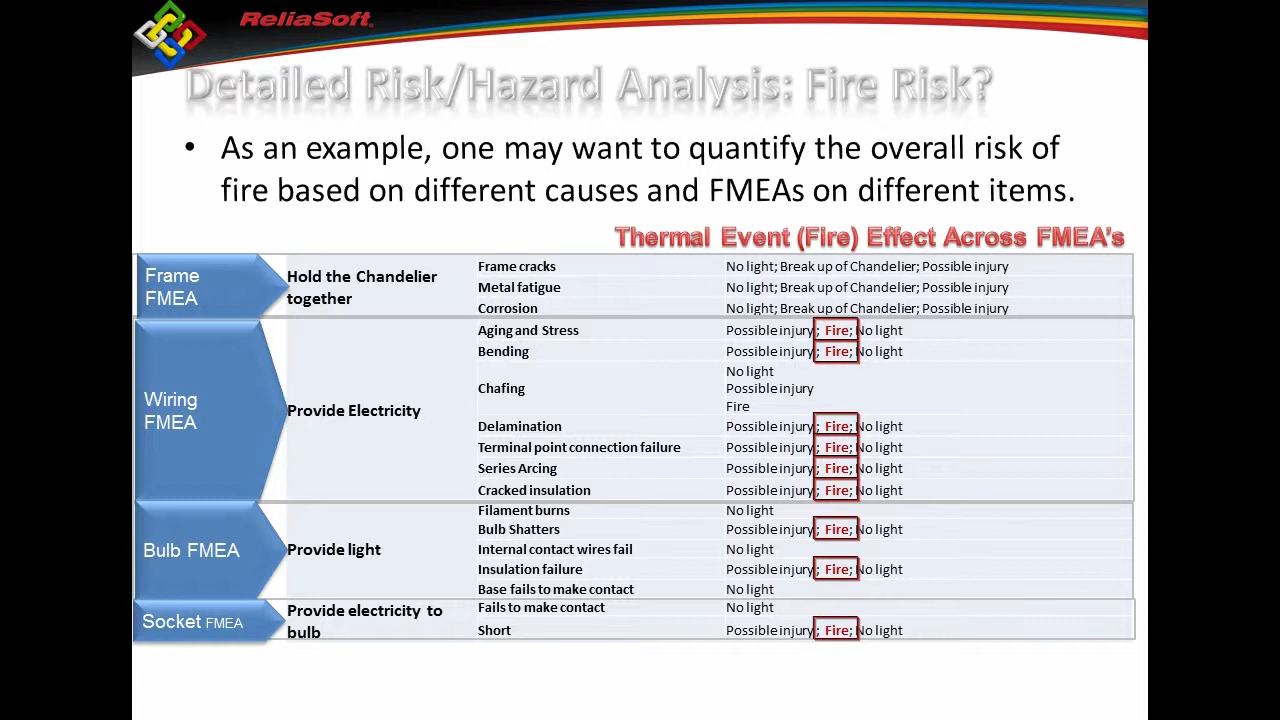 ReliaSoft.
Detailed Risk/Hazard Analysis: Fire Risk?
• As an example, one may want to quantify the overall risk of
fire based on different causes and FMEAs on different items.
Thermal Event (Fire) Effect Across FMEA's
Frame
FMEA
Hold the Chandelier
together
Frame cracks No light; Break up of Chandelier; Possible injury
Metal fatigue No light; Break up of Chandelier; Possible injury
Corrosion No light; Break up of Chandelier; Possible injury
Wiring
FMEA
Provide Electricity
Aging and Stress Possible injury; Fire; No light
Bending Possible injury; Fire; No light
Chafing
No light
Possible injury
Fire
Delamination Possible injury; Fire; No light
Terminal point connection failure Possible injury; Fire; No light
Series Arcing Possible injury; Fire; No light
Cracked insulation Possible injury; Fire; No light
Bulb FMEA
Provide light
Filament burns No light
Bulb Shatters Possible injury; Fire; No light
Internal contact wires fail No light
Insulation failure Possible injury; Fire; No light
Base fails to make contact No light
Socket FMEA
Provide electricity to
bulb
Fails to make contact No light
Short Possible injury; Fire; No light